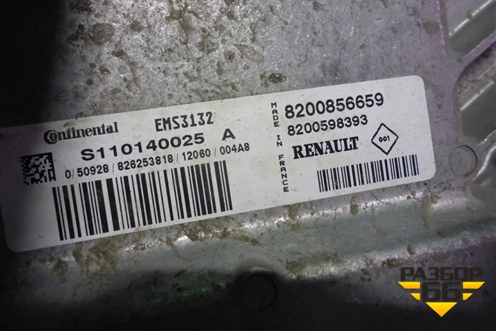 Continental EMS3132
S110140025 A
0/50928/826253818/12060/004A8
MADE IN FRANCE
8200856659
8200598393
RENAULT
001
РАЗБОР
66